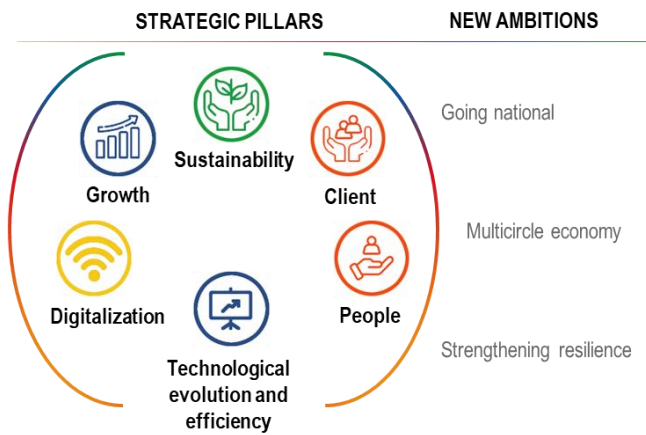 STRATEGIC PILLARS
NEW AMBITIONS
Sustainability
Growth
Client
Digitalization
People
Technological
evolution and
efficiency
Going national
Multicircle economy
Strengthening resilience